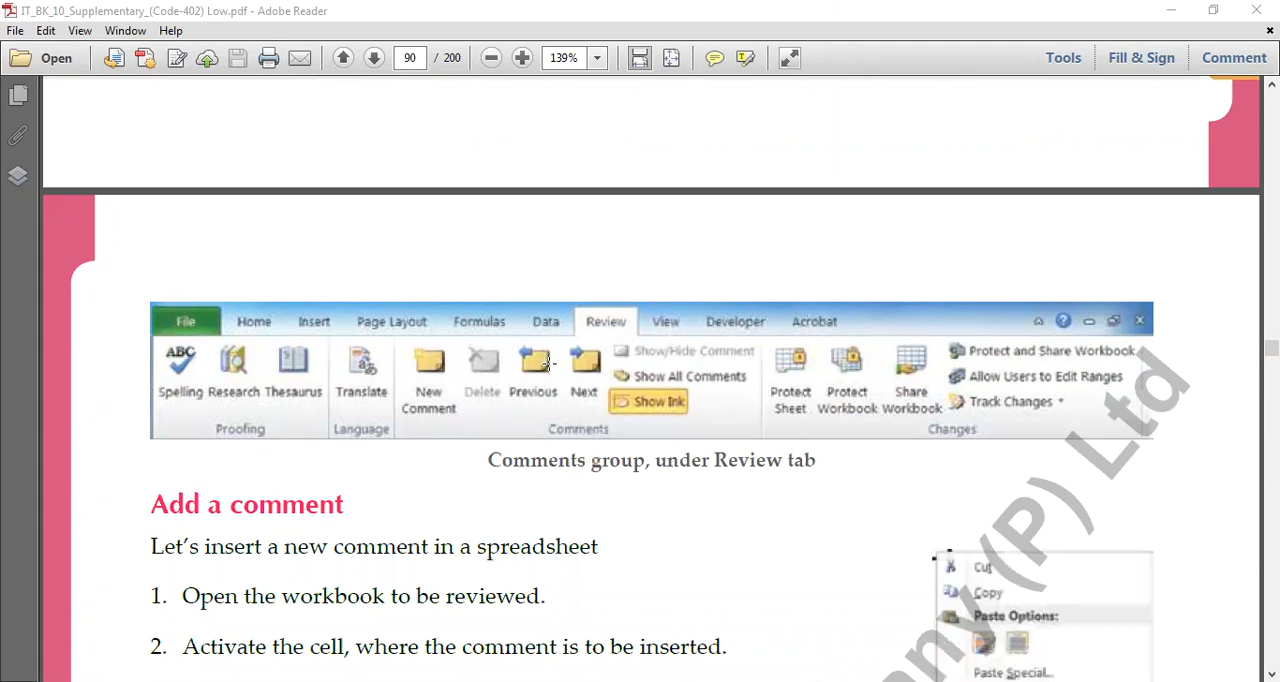 IT_BK_10_Supplementary_(Code-402) Low.pdf - Adobe Reader
File Edit View Window Help
Open 90 / 200 139% Tools Fill & Sign Comment
File Home Insert Page Layout Formulas Data Review View Developer Acrobat
ABC
Spelling Research Thesaurus
Proofing
Translate
Language
New Comment
Delete Previous Next
Show/Hide Comment
Show All Comments
Show Ink
Comments
Protect Sheet
Protect Workbook
Share Workbook
Protect and Share Workbook
Allow Users to Edit Ranges
Track Changes
Changes
Comments group, under Review tab
Add a comment
Let's insert a new comment in a spreadsheet
1. Open the workbook to be reviewed.
2. Activate the cell, where the comment is to be inserted.
Cut
Copy
Paste Options:
Paste Special...
any (P) Ltd